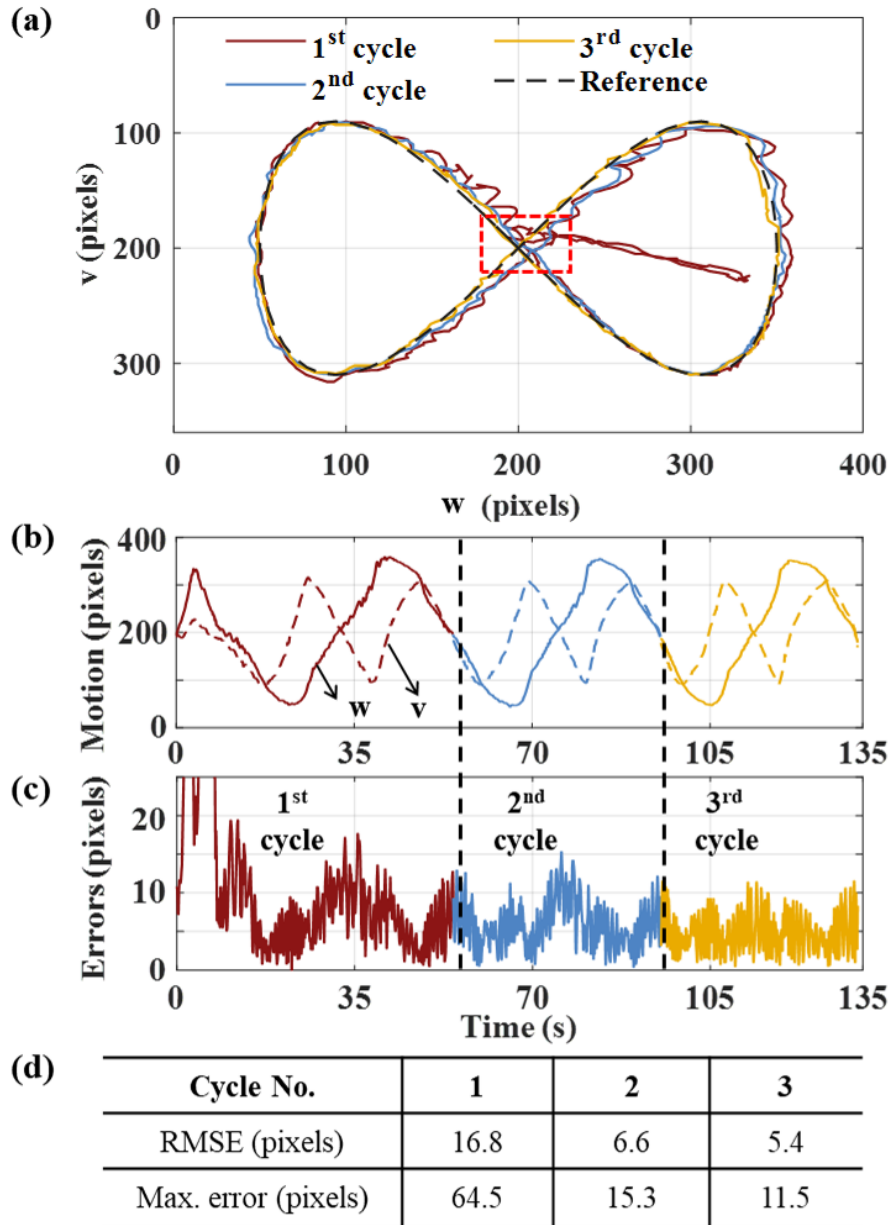 (a)
1st cycle
3rd cycle
2nd cycle
Reference
0
100
200
300
v (pixels)
0 100 200 300 400
w (pixels)
(b)
400
200
0
Motion (pixels)
w v
0 35 70 105 135
(c)
20
10
0
Errors (pixels)
1st cycle
2nd cycle
3rd cycle
0 35 70 105 135
Time (s)
(d)
Cycle No. 1 2 3
RMSE (pixels) 16.8 6.6 5.4
Max. error (pixels) 64.5 15.3 11.5